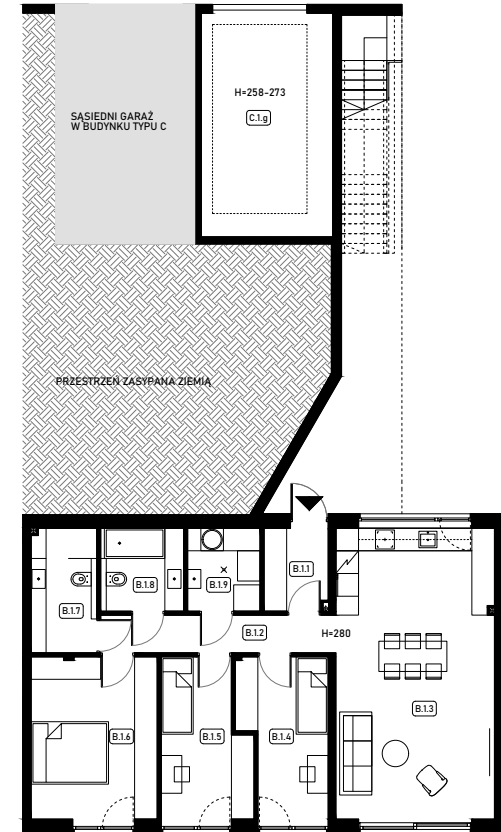 H=258-273
C.1.g
SĄSIEDNI GARAŻ
W BUDYNKU TYPU C
PRZESTRZEŃ ZASYPANA ZIEMIĄ
B.1.1
B.1.8
B.1.9
B.1.7
B.1.2
H=280
B.1.3
B.1.6
B.1.5
B.1.4